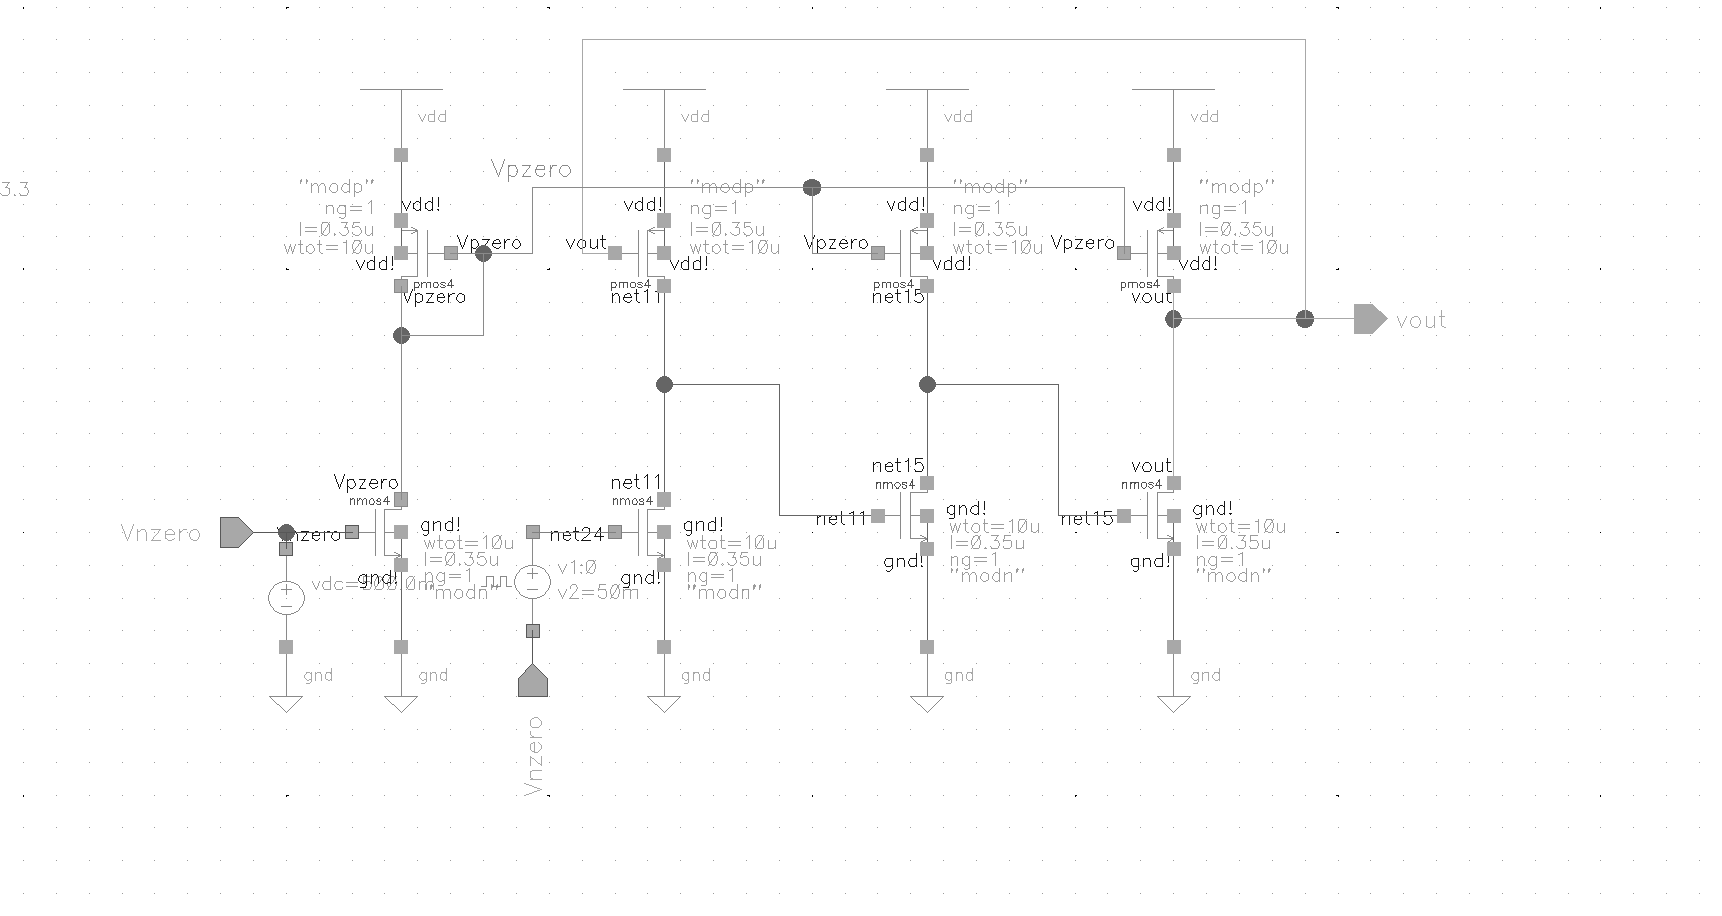 vdd
vdd
vdd
vdd
Vpzero
3.3
"modp"
ng=1
l=0.35u
wtot=10u
vdd!
Vpzero
vdd!
pmos4
Vpzero
"modp"
ng=1
l=0.35u
wtot=10u
vdd!
vout
vdd!
pmos4
net11
"modp"
ng=1
l=0.35u
wtot=10u
vdd!
Vpzero
vdd!
pmos4
net15
"modp"
ng=1
l=0.35u
wtot=10u
vdd!
Vpzero
vdd!
pmos4
vout
vout
Vnzero
Vpzero
nmos4
gnd!
wtot=10u
l=0.35u
ng=1
"modn"
gnd!
gnd
gnd
net11
nmos4
net24
v1:0
v2=50m
gnd!
wtot=10u
l=0.35u
ng=1
"modn"
gnd!
gnd
Vnzero
net15
nmos4
net11
gnd!
wtot=10u
l=0.35u
ng=1
"modn"
gnd!
gnd
vout
nmos4
net15
gnd!
wtot=10u
l=0.35u
ng=1
"modn"
gnd!
gnd